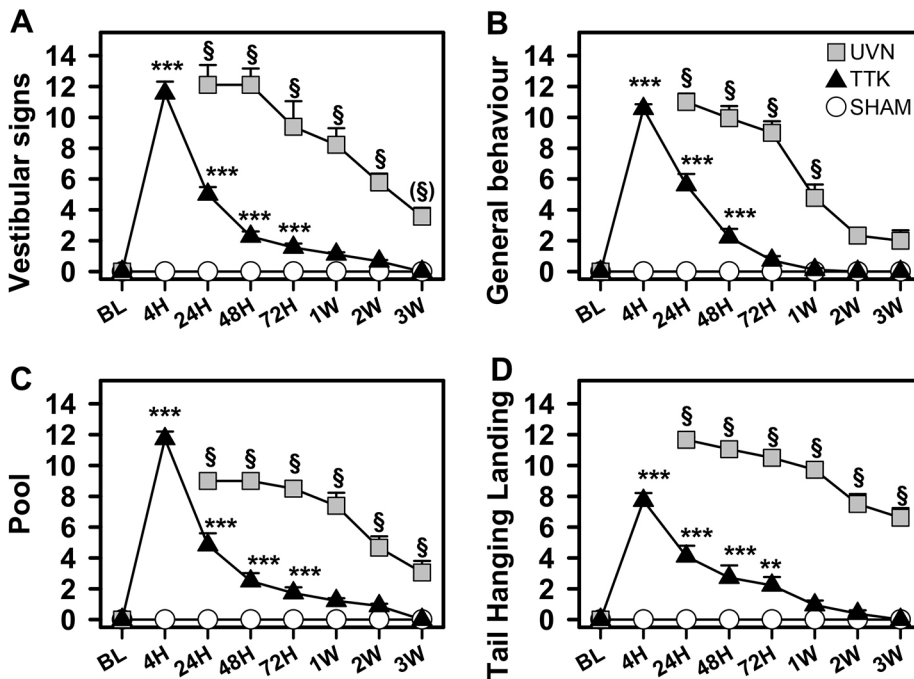 A
Vestibular signs
14
12
10
8
6
4
2
0
***
§
§
§
§
§
(§)
***
***
***
BL
4H
24H
48H
72H
1W
2W
3W
B
General behaviour
14
12
10
8
6
4
2
0
UVN
TTK
SHAM
***
§
§
§
§
***
***
BL
4H
24H
48H
72H
1W
2W
3W
C
Pool
14
12
10
8
6
4
2
0
***
§
§
§
§
§
§
***
***
***
BL
4H
24H
48H
72H
1W
2W
3W
D
Tail Hanging Landing
14
12
10
8
6
4
2
0
§
§
§
§
§
§
***
***
***
**
BL
4H
24H
48H
72H
1W
2W
3W